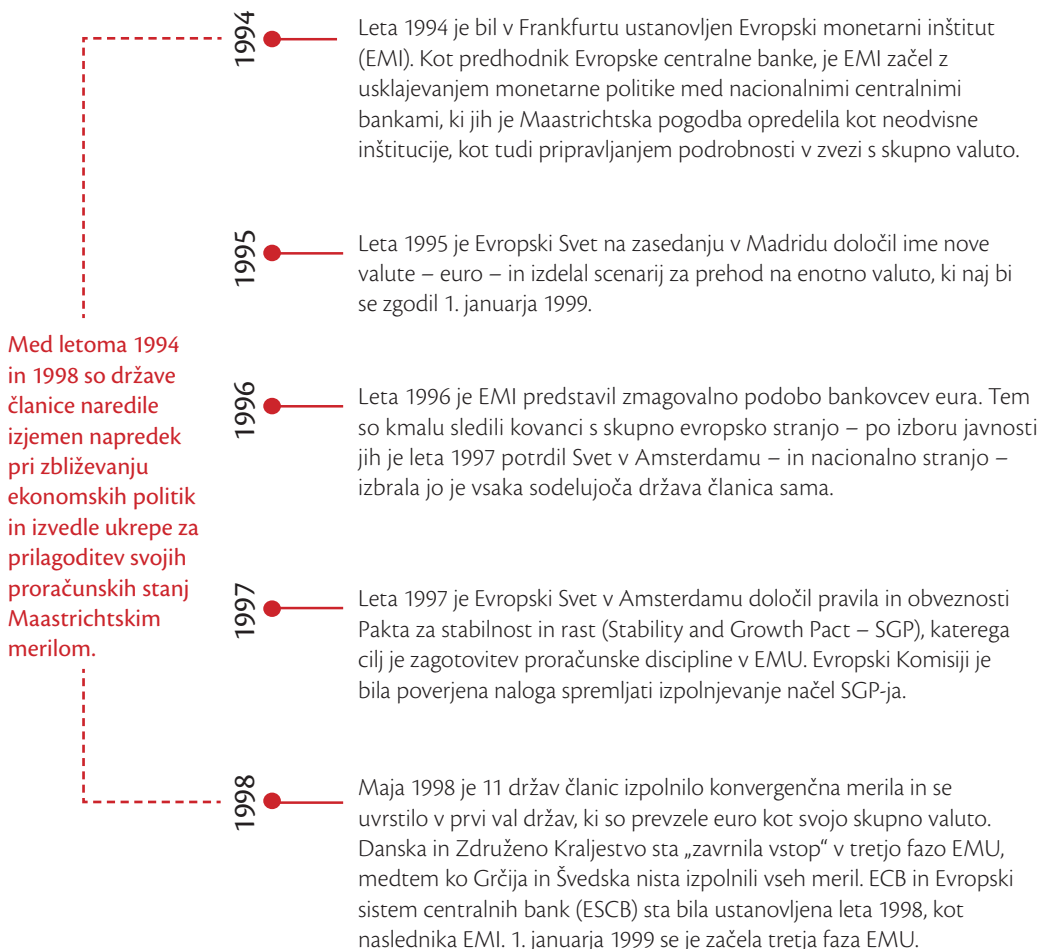 1994
Leta 1994 je bil v Frankfurtu ustanovljen Evropski monetarni inštitut
(EMI). Kot predhodnik Evropske centralne banke, je EMI začel z
usklajevanjem monetarne politike med nacionalnimi centralnimi
bankami, ki jih je Maastrichtska pogodba opredelila kot neodvisne
inštitucije, kot tudi pripravljanjem podrobnosti v zvezi s skupno valuto.
1995
Leta 1995 je Evropski Svet na zasedanju v Madridu določil ime nove
valute – euro – in izdelal scenarij za prehod na enotno valuto, ki naj bi
se zgodil 1. januarja 1999.
Med letoma 1994
in 1998 so države
članice naredile
izjemen napredek
pri zbliževanju
ekonomskih politik
in izvedle ukrepe za
prilagoditev svojih
proračunskih stanj
Maastrichtskim
merilom.
1996
Leta 1996 je EMI predstavil zmagovalno podobo bankovcev eura. Tem
so kmalu sledili kovanci s skupno evropsko stranjo – po izboru javnosti
jih je leta 1997 potrdil Svet v Amsterdamu – in nacionalno stranjo –
izbrala jo je vsaka sodelujoča država članica sama.
1997
Leta 1997 je Evropski Svet v Amsterdamu določil pravila in obveznosti
Pakta za stabilnost in rast (Stability and Growth Pact – SGP), katerega
cilj je zagotovitev proračunske discipline v EMU. Evropski Komisiji je
bila poverjena naloga spremljati izpolnjevanje načel SGP-ja.
1998
Maja 1998 je 11 držav članic izpolnilo konvergenčna merila in se
uvrstilo v prvi val držav, ki so prevzele euro kot svojo skupno valuto.
Danska in Združeno Kraljestvo sta „zavrnila vstop“ v tretjo fazo EMU,
medtem ko Grčija in Švedska nista izpolnili vseh meril. ECB in Evropski
sistem centralnih bank (ESCB) sta bila ustanovljena leta 1998, kot
naslednika EMI. 1. januarja 1999 se je začela tretja faza EMU.